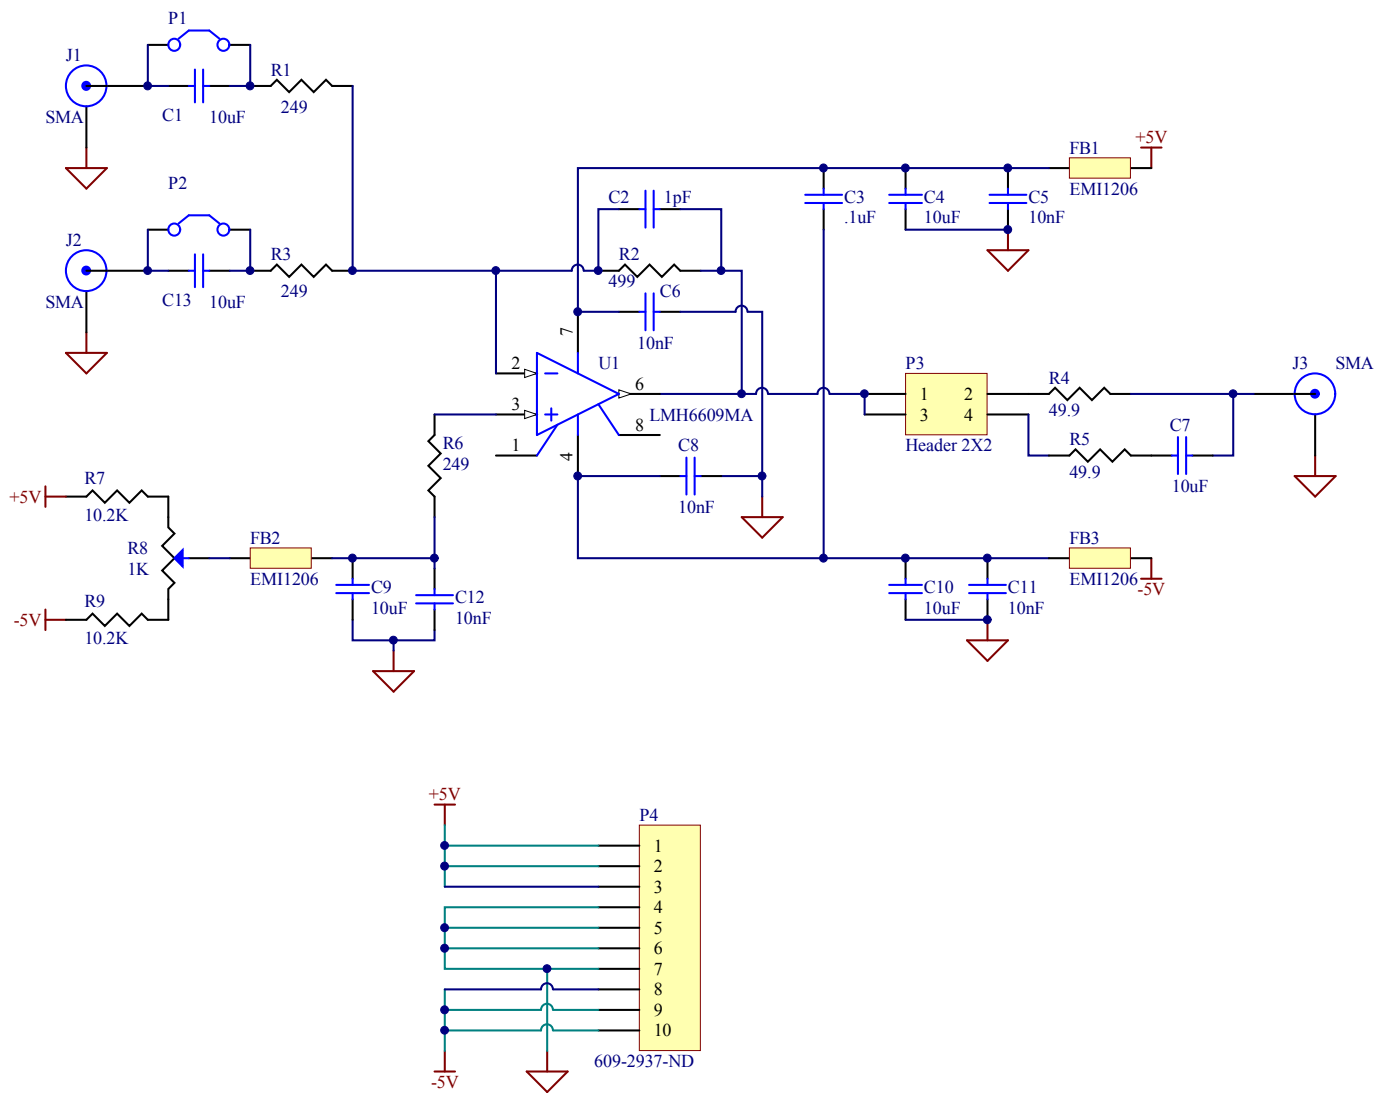 P1
J1
R1
C1
10uF
249
SMA
P2
J2
R3
C13
10uF
249
SMA
C2
1pF
R2
499
C6
10nF
7
U1
2
3
1
4
6
8
LMH6609MA
C8
10nF
R6
249
C3
.1uF
C4
10uF
C5
10nF
FB1
EMI1206
+5V
P3
1 2
3 4
Header 2X2
R4
49.9
R5
49.9
C7
10uF
J3
SMA
R7
+5V
10.2K
R8
1K
R9
-5V
10.2K
FB2
EMI1206
C9
10uF
C12
10nF
C10
10uF
C11
10nF
FB3
EMI1206
-5V
+5V
P4
1
2
3
4
5
6
7
8
9
10
609-2937-ND
-5V